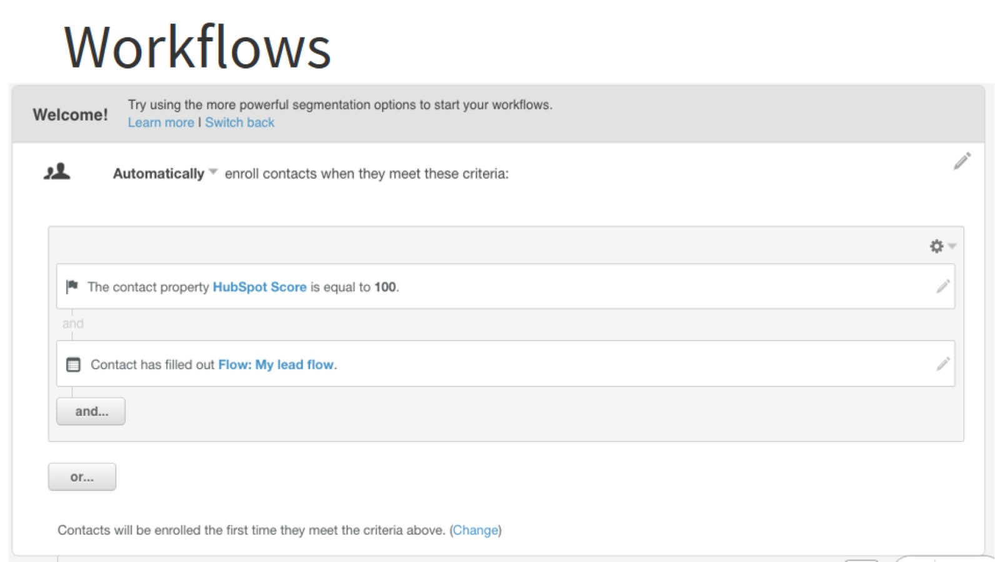 Workflows
Welcome!
Try using the more powerful segmentation options to start your workflows.
Learn more | Switch back
Automatically enroll contacts when they meet these criteria:
The contact property HubSpot Score is equal to 100.
and
Contact has filled out Flow: My lead flow.
and...
or...
Contacts will be enrolled the first time they meet the criteria above. (Change)